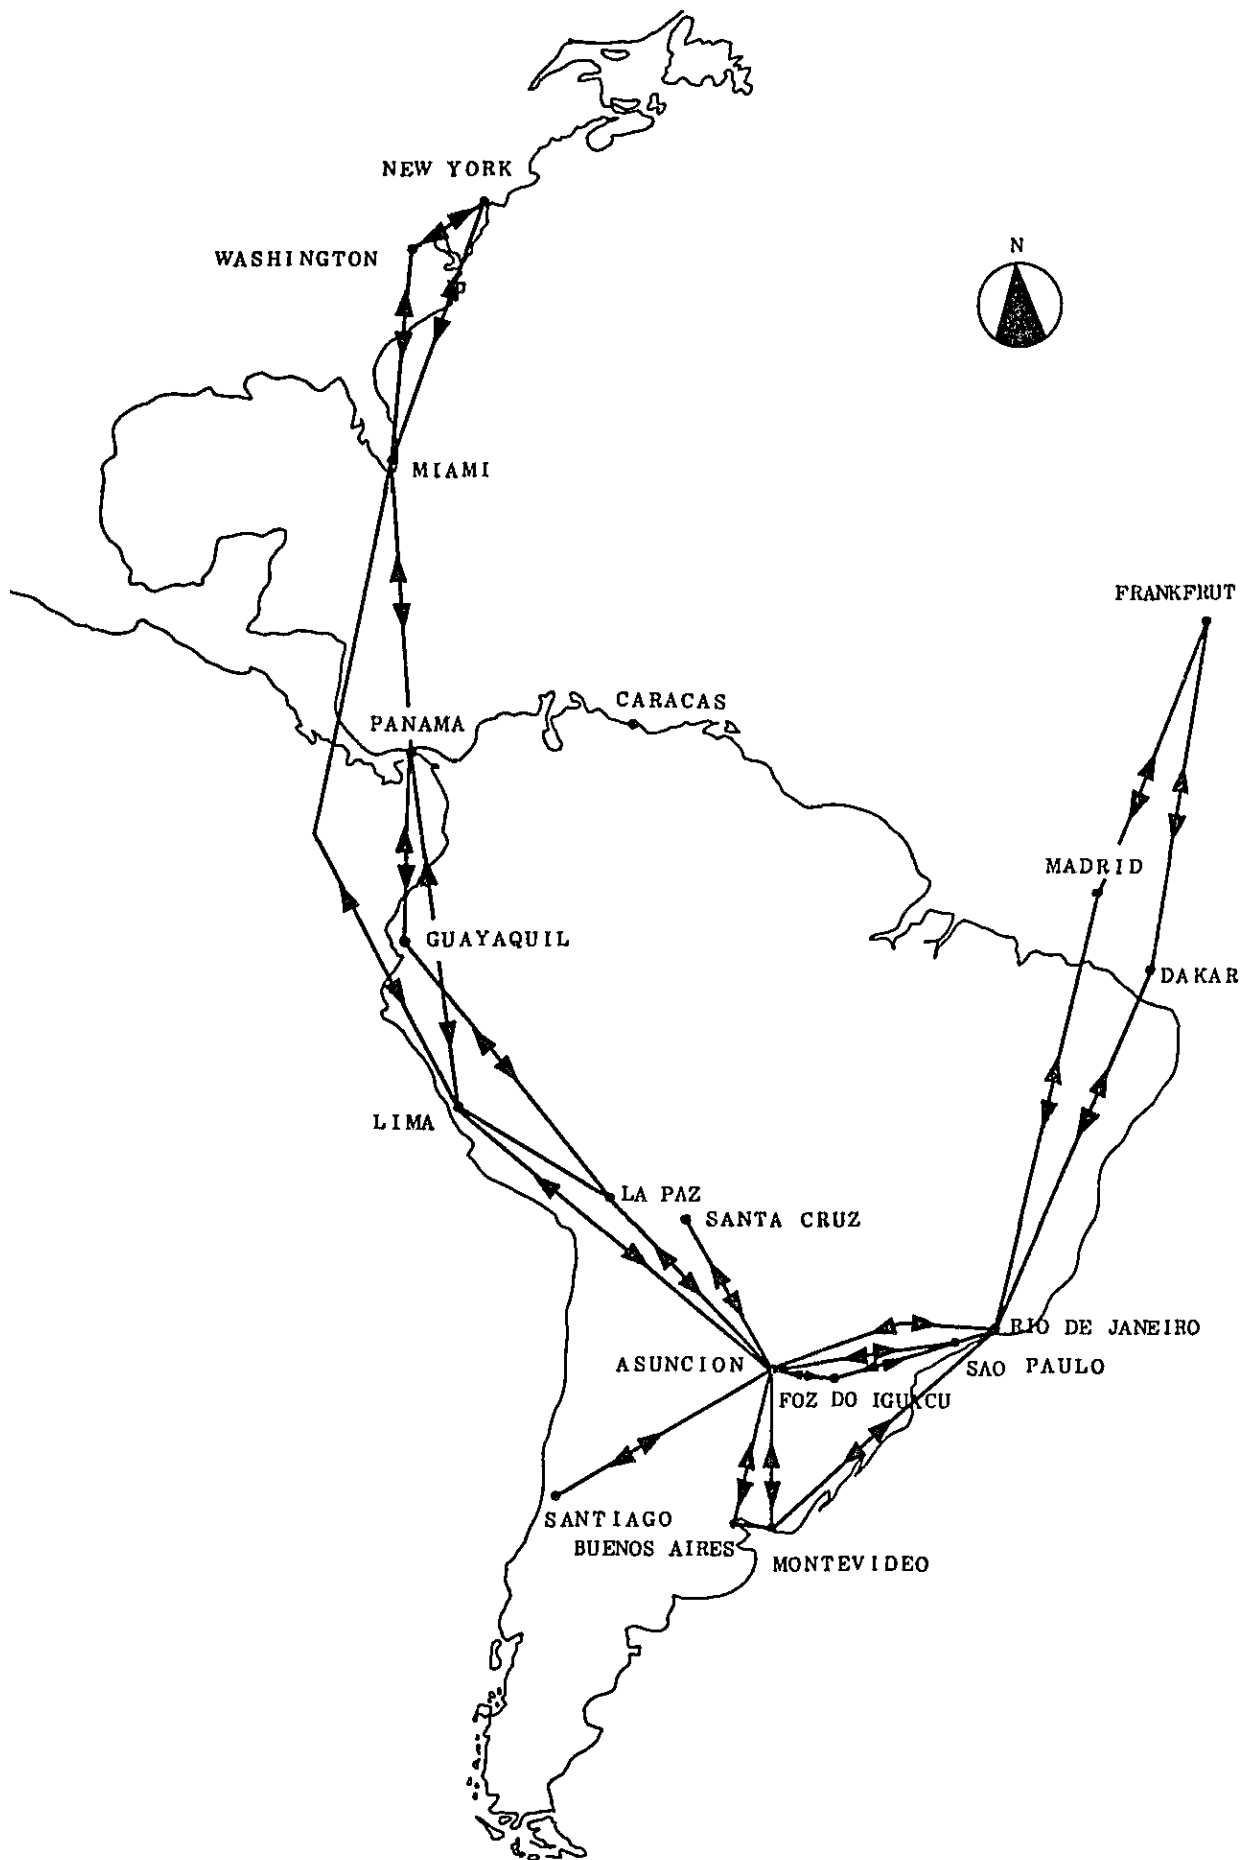 NEW YORK
WASHINGTON
N
MIAMI
FRANKFRUT
CARACAS
PANAMA
MADRID
GUAYAQUIL
DAKAR
LIMA
LA PAZ
SANTA CRUZ
RIO DE JANEIRO
ASUNCION
SAO PAULO
FOZ DO IGUACU
SANTIAGO
BUENOS AIRES
MONTEVIDEO